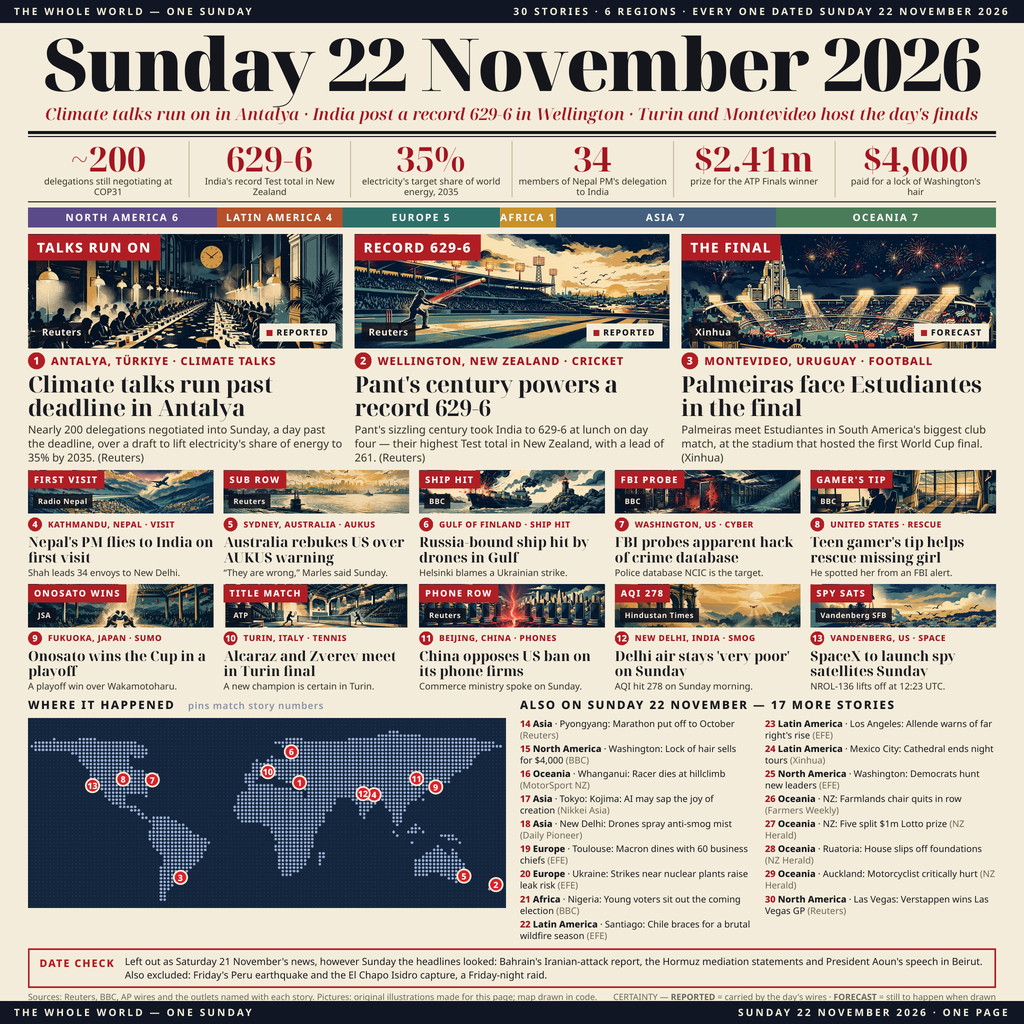 THE WHOLE WORLD — ONE SUNDAY
30 STORIES · 6 REGIONS · EVERY ONE DATED SUNDAY 22 NOVEMBER 2026
Sunday 22 November 2026
Climate talks run on in Antalya · India post a record 629-6 in Wellington · Turin and Montevideo host the day's finals
~200
delegations still negotiating at
COP31
629-6
India's record Test total in New
Zealand
35%
electricity's target share of world
energy, 2035
34
members of Nepal PM's delegation
to India
$2.41m
prize for the ATP Finals winner
$4,000
paid for a lock of Washington's
hair
NORTH AMERICA 6
LATIN AMERICA 4
EUROPE 5
AFRICA 1
ASIA 7
OCEANIA 7
TALKS RUN ON
Reuters
REPORTED
1 ANTALYA, TÜRKIYE · CLIMATE TALKS
Climate talks run past
deadline in Antalya
Nearly 200 delegations negotiated into Sunday, a day past
the deadline, over a draft to lift electricity's share of energy to
35% by 2035. (Reuters)
RECORD 629-6
Reuters
REPORTED
2 WELLINGTON, NEW ZEALAND · CRICKET
Pant's century powers a
record 629-6
Pant's sizzling century took India to 629-6 at lunch on day
four — their highest Test total in New Zealand, with a lead of
261. (Reuters)
THE FINAL
Xinhua
FORECAST
3 MONTEVIDEO, URUGUAY · FOOTBALL
Palmeiras face Estudiantes
in the final
Palmeiras meet Estudiantes in South America's biggest club
match, at the stadium that hosted the first World Cup final.
(Xinhua)
FIRST VISIT
Radio Nepal
4 KATHMANDU, NEPAL · VISIT
Nepal's PM flies to India on
first visit
Shah leads 34 envoys to New Delhi.
SUB ROW
Reuters
5 SYDNEY, AUSTRALIA · AUKUS
Australia rebukes US over
AUKUS warning
"They are wrong," Marles said Sunday.
SHIP HIT
BBC
6 GULF OF FINLAND · SHIP HIT
Russia-bound ship hit by
drones in Gulf
Helsinki blames a Ukrainian strike.
FBI PROBE
BBC
7 WASHINGTON, US · CYBER
FBI probes apparent hack
of crime database
Police database NCIC is the target.
GAMER'S TIP
BBC
8 UNITED STATES · RESCUE
Teen gamer's tip helps
rescue missing girl
He spotted her from an FBI alert.
ONOSATO WINS
JSA
9 FUKUOKA, JAPAN · SUMO
Onosato wins the Cup in a
playoff
A playoff win over Wakamotoharu.
TITLE MATCH
ATP
10 TURIN, ITALY · TENNIS
Alcaraz and Zverev meet
in Turin final
A new champion is certain in Turin.
PHONE ROW
Reuters
11 BEIJING, CHINA · PHONES
China opposes US ban on
its phone firms
Commerce ministry spoke on Sunday.
AQI 278
Hindustan Times
12 NEW DELHI, INDIA · SMOG
Delhi air stays 'very poor'
on Sunday
AQI hit 278 on Sunday morning.
SPY SATS
Vandenberg SFB
13 VANDENBERG, US · SPACE
SpaceX to launch spy
satellites Sunday
NROL-136 lifts off at 12:23 UTC.
WHERE IT HAPPENED pins match story numbers
6
10
1
13
8
7
12
4
11
9
3
5
2
ALSO ON SUNDAY 22 NOVEMBER — 17 MORE STORIES
14 Asia · Pyongyang: Marathon put off to October
(Reuters)
15 North America · Washington: Lock of hair sells
for $4,000 (BBC)
16 Oceania · Whanganui: Racer dies at hillclimb
(MotorSport NZ)
17 Asia · Tokyo: Kojima: AI may sap the joy of
creation (Nikkei Asia)
18 Asia · New Delhi: Drones spray anti-smog mist
(Daily Pioneer)
19 Europe · Toulouse: Macron dines with 60 business
chiefs (EFE)
20 Europe · Ukraine: Strikes near nuclear plants raise
leak risk (EFE)
21 Africa · Nigeria: Young voters sit out the coming
election (BBC)
22 Latin America · Santiago: Chile braces for a brutal
wildfire season (EFE)
23 Latin America · Los Angeles: Allende warns of far
right's rise (EFE)
24 Latin America · Mexico City: Cathedral ends night
tours (Xinhua)
25 North America · Washington: Democrats hunt
new leaders (EFE)
26 Oceania · NZ: Farmlands chair quits in row
(Farmers Weekly)
27 Oceania · NZ: Five split $1m Lotto prize (NZ
Herald)
28 Oceania · Ruatoria: House slips off foundations
(NZ Herald)
29 Oceania · Auckland: Motorcyclist critically hurt (NZ
Herald)
30 North America · Las Vegas: Verstappen wins Las
Vegas GP (Reuters)
DATE CHECK
Left out as Saturday 21 November's news, however Sunday the headlines looked: Bahrain's Iranian-attack report, the Hormuz mediation statements and President Aoun's speech in Beirut.
Also excluded: Friday's Peru earthquake and the El Chapo Isidro capture, a Friday-night raid.
Sources: Reuters, BBC, AP wires and the outlets named with each story. Pictures: original illustrations made for this page; map drawn in code.
CERTAINTY — REPORTED = carried by the day's wires · FORECAST = still to happen when drawn
THE WHOLE WORLD — ONE SUNDAY
SUNDAY 22 NOVEMBER 2026 · ONE PAGE